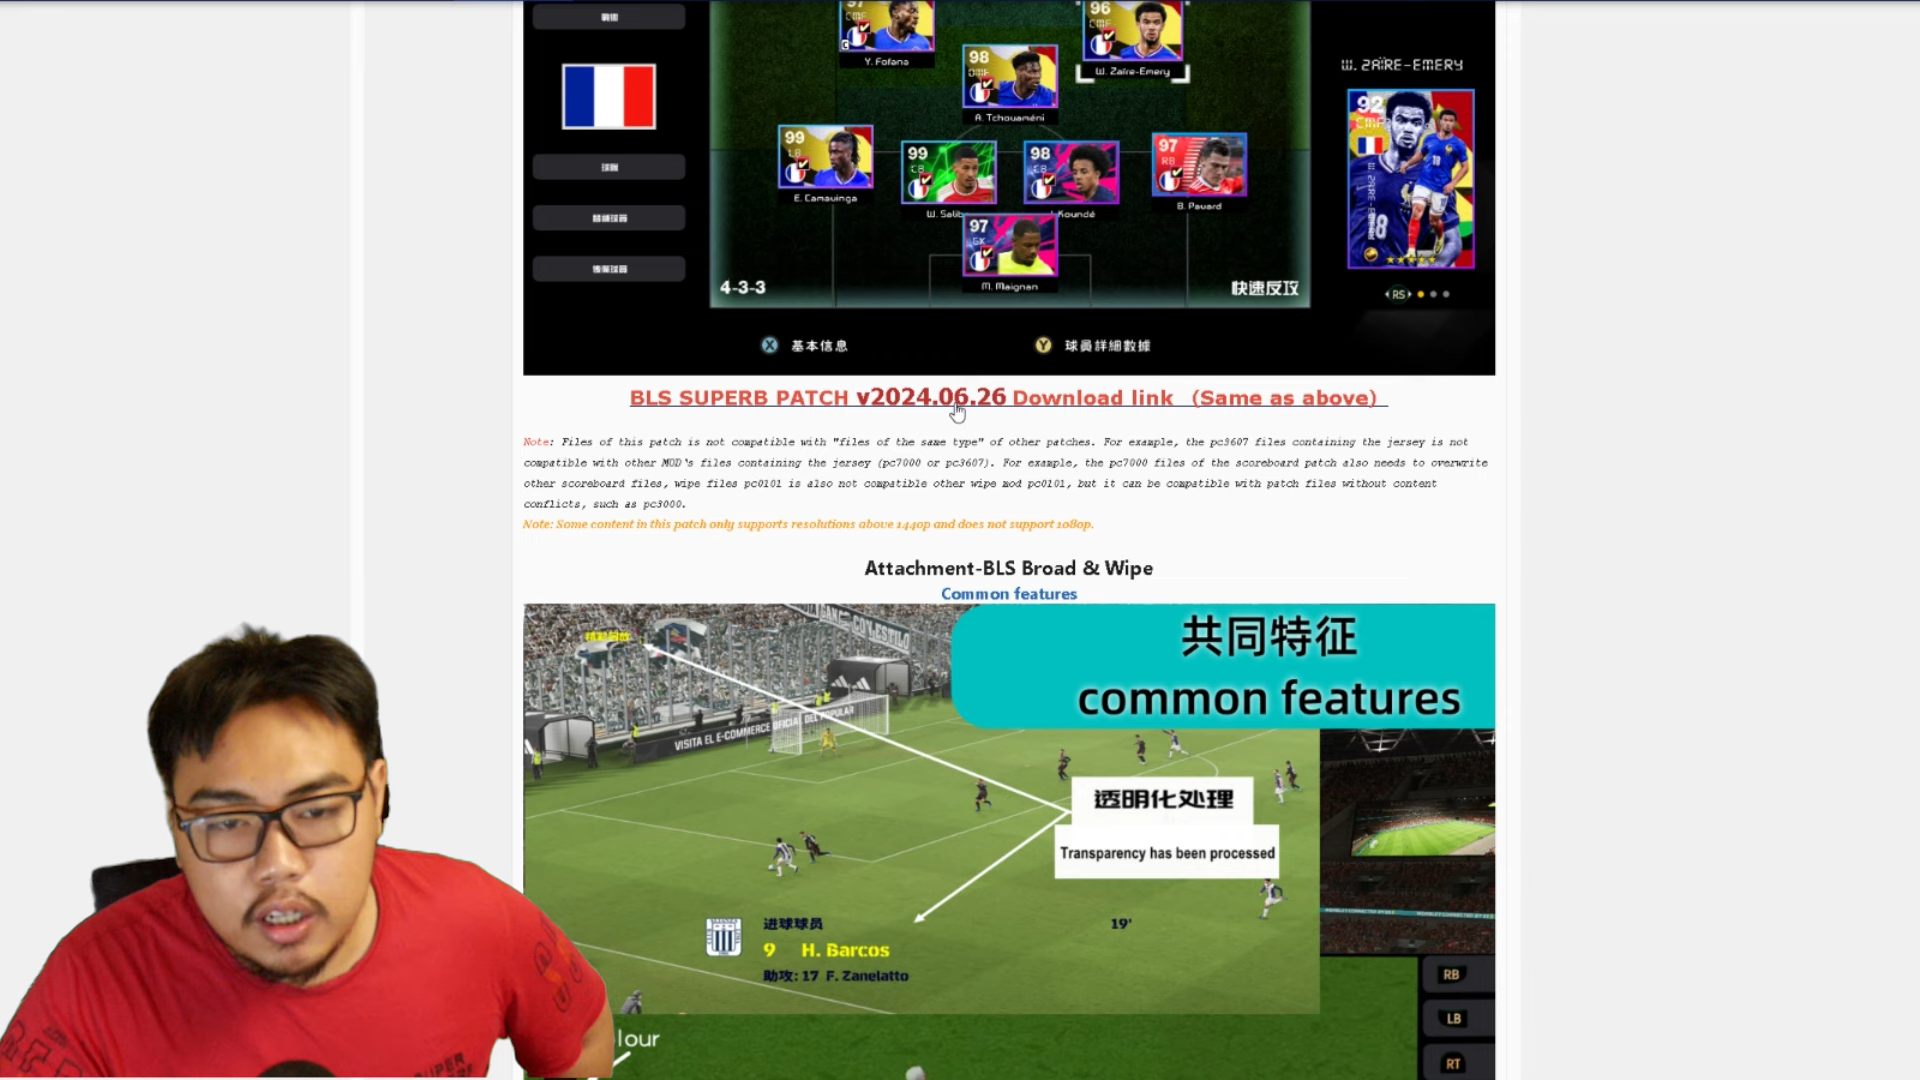 97
CMF
Y. Fofana
96
CMF
W. Zaïre-Emery
98
DMF
A. Tchouaméni
99
LB
E. Camavinga
99
CB
W. Salib
98
CB
Koundé
97
RB
B. Pavard
97
GK
M. Maignan
4-3-3
快速反攻
W. ZAÏRE-EMERY
92
CMF
RS
X 基本信息
Y 球員詳細數據
BLS SUPERB PATCH v2024.06.26 Download link (Same as above)
Note: Files of this patch is not compatible with "files of the same type" of other patches. For example, the pc3607 files containing the jersey is not
compatible with other MOD's files containing the jersey (pc7000 or pc3607). For example, the pc7000 files of the scoreboard patch also needs to overwrite
other scoreboard files, wipe files pc0101 is also not compatible other wipe mod pc0101, but it can be compatible with patch files without content
conflicts, such as pc3000.
Note: Some content in this patch only supports resolutions above 1440p and does not support 1080p.
Attachment-BLS Broad & Wipe
Common features
共同特征
common features
VISITA EL E-COMMERCE OFICIAL DEL POPULAR
透明化处理
Transparency has been processed
进球球员
19'
9 H. Barcos
助攻: 17 F. Zanelatto
RB
LB
RT
lour